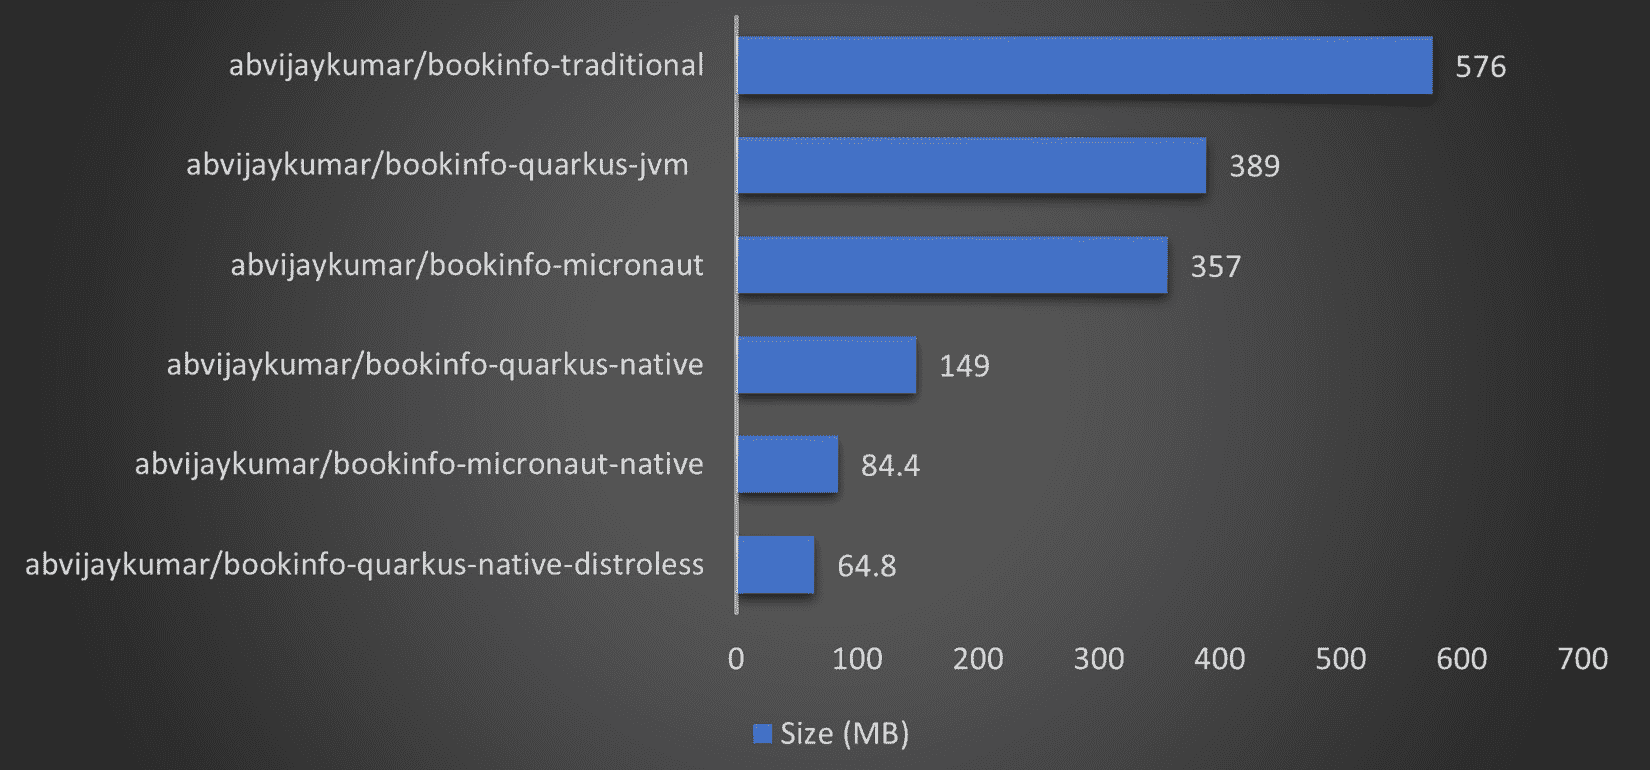 abvijaykumar/bookinfo-traditional 576
abvijaykumar/bookinfo-quarkus-jvm 389
abvijaykumar/bookinfo-micronaut 357
abvijaykumar/bookinfo-quarkus-native 149
abvijaykumar/bookinfo-micronaut-native 84.4
abvijaykumar/bookinfo-quarkus-native-distroless 64.8
0 100 200 300 400 500 600 700
Size (MB)